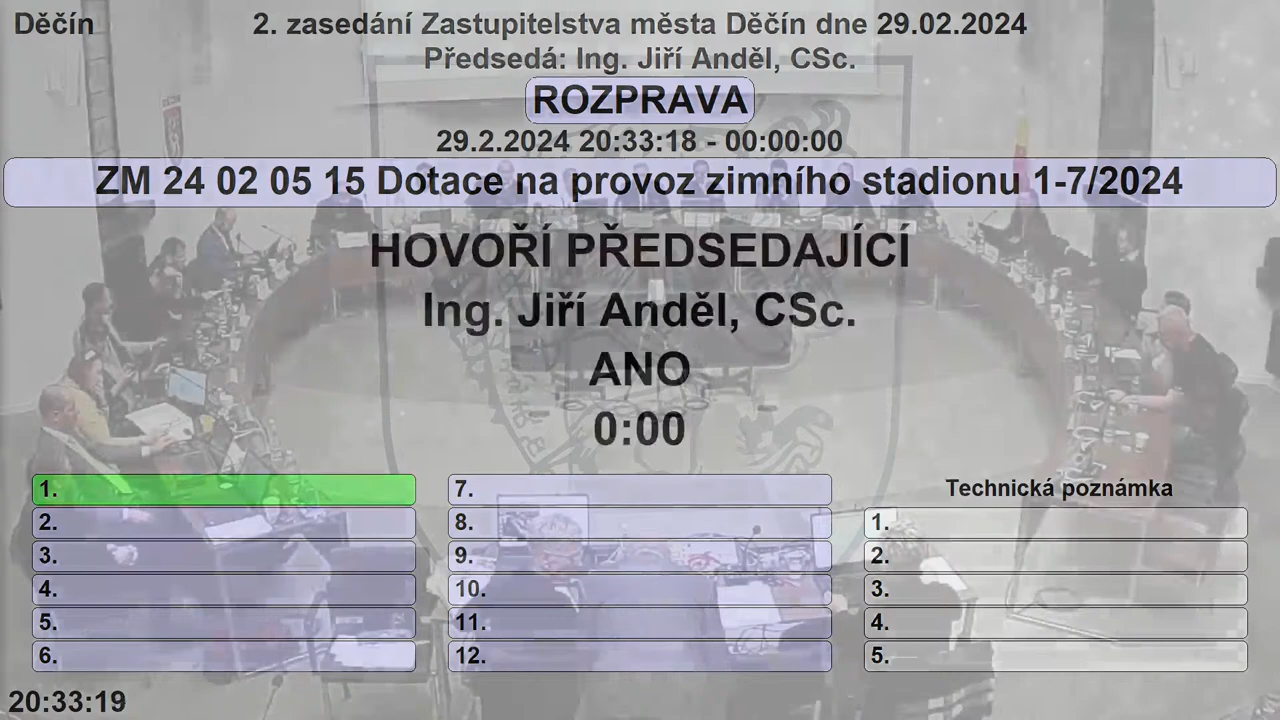 Děčín
2. zasedání Zastupitelstva města Děčín dne 29.02.2024
Předsedá: Ing. Jiří Anděl, CSc.
ROZPRAVA
29.2.2024 20:33:18 - 00:00:00
ZM 24 02 05 15 Dotace na provoz zimního stadionu 1-7/2024
HOVOŘÍ PŘEDSEDAJÍCÍ
Ing. Jiří Anděl, CSc.
ANO
0:00
1.
2.
3.
4.
5.
6.
7.
8.
9.
10.
11.
12.
Technická poznámka
1.
2.
3.
4.
5.
20:33:19